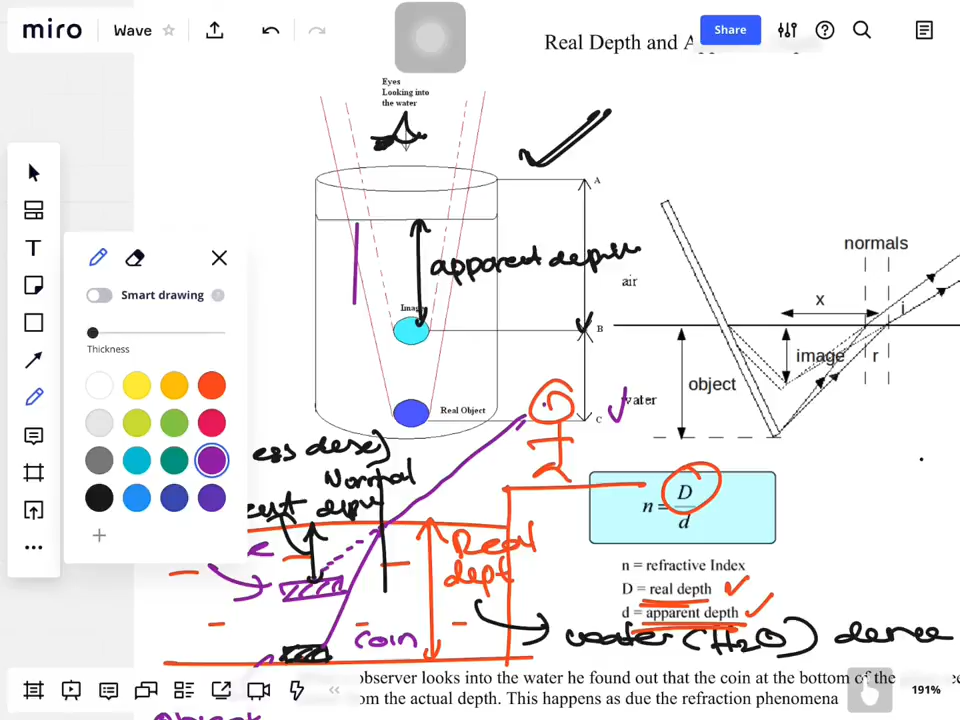 miro
Wave
Share
Real Depth and A
Eyes
Looking into
the water
A
apparent depth
normals
air
x
i
Smart drawing
Image
B
image
r
Thickness
object
Real Object
C
water
ess dese)
Normal
n = D/d
Real
dept
n = refractive Index
D = real depth
d = apparent depth
coin
water (H2O) dense
observer looks into the water he found out that the coin at the bottom of the
om the actual depth. This happens as due the refraction phenomena
191%